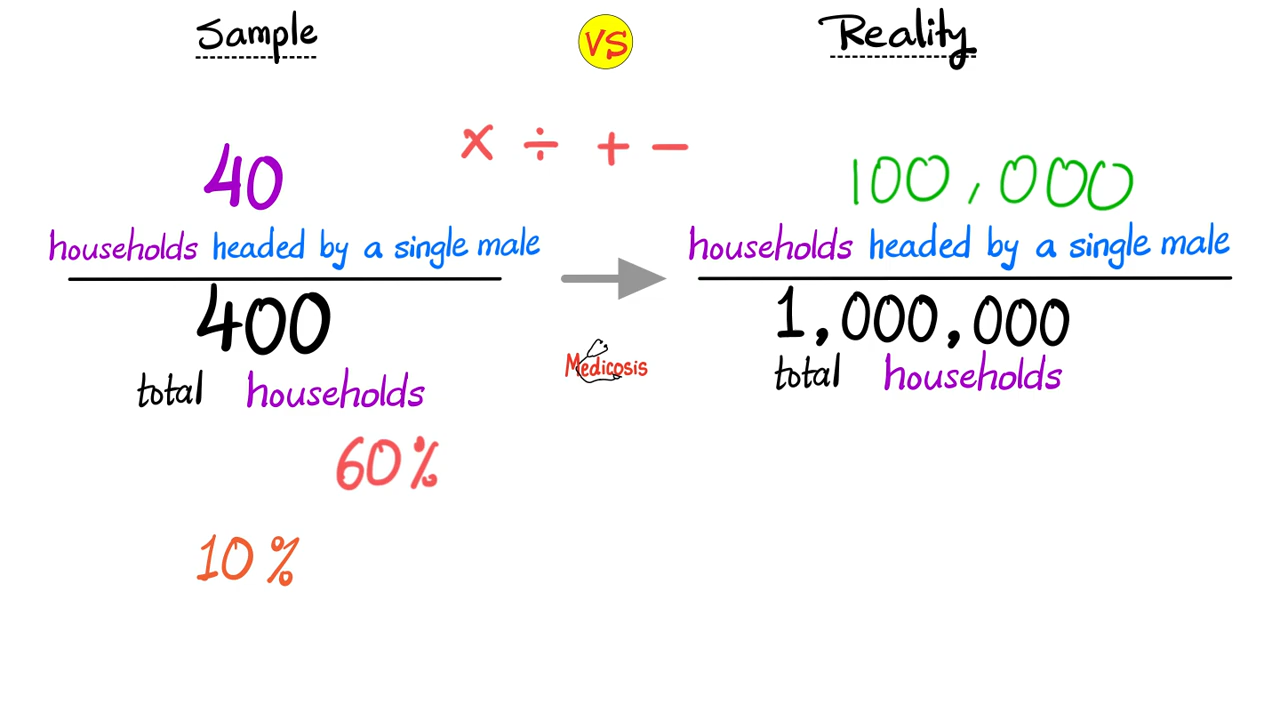 Sample VS Reality
× ÷ + −
40
households headed by a single male
400
total households
60%
10%
Medicosis
100,000
households headed by a single male
1,000,000
total households